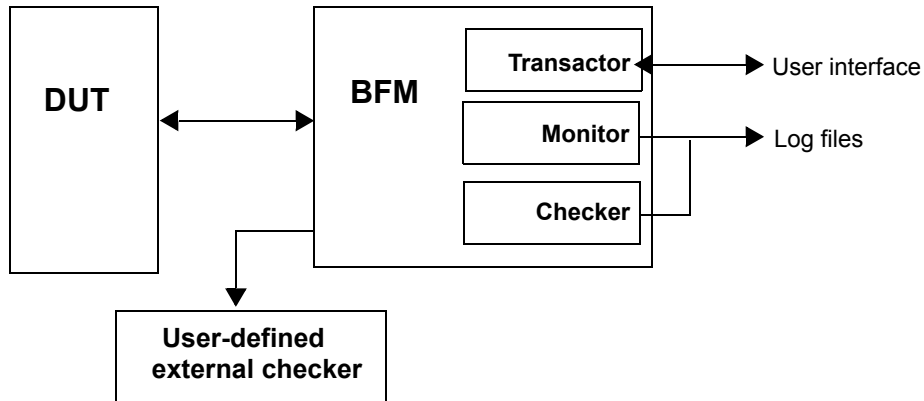 DUT
BFM
Transactor
User interface
Monitor
Log files
Checker
User-defined
external checker